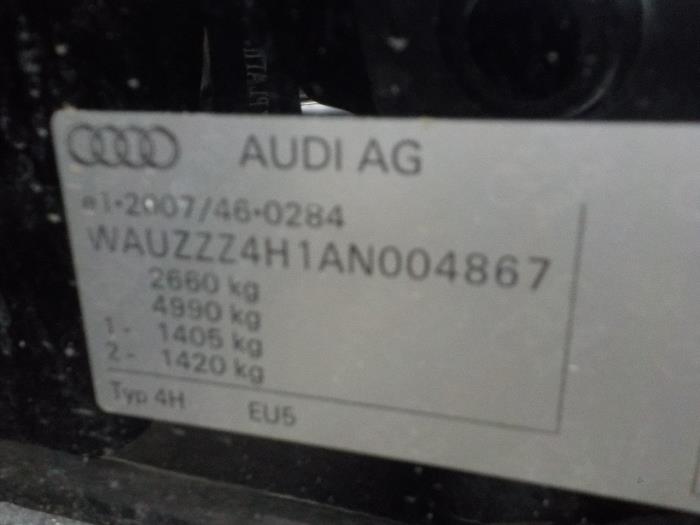 AUDI AG
e1*2007/46*0284
WAUZZZ4H1AN004867
2660 kg
4990 kg
1- 1405 kg
2- 1420 kg
Typ 4H EU5